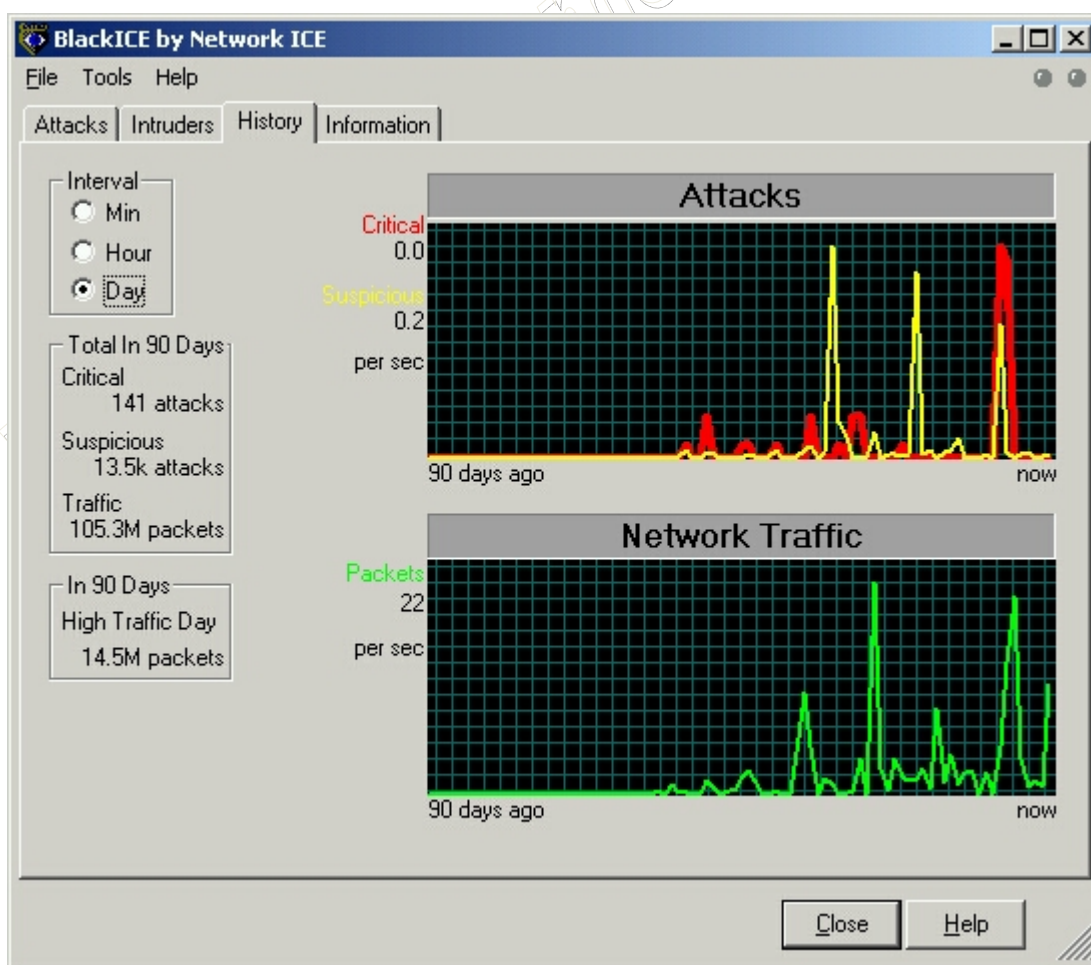 BlackICE by Network ICE
File Tools Help
Attacks Intruders History Information
Interval
Min
Hour
Day
Total In 90 Days
Critical
141 attacks
Suspicious
13.5k attacks
Traffic
105.3M packets
In 90 Days
High Traffic Day
14.5M packets
Attacks
Critical
0.0
Suspicious
0.2
per sec
90 days ago now
Network Traffic
Packets
22
per sec
90 days ago now
Close Help